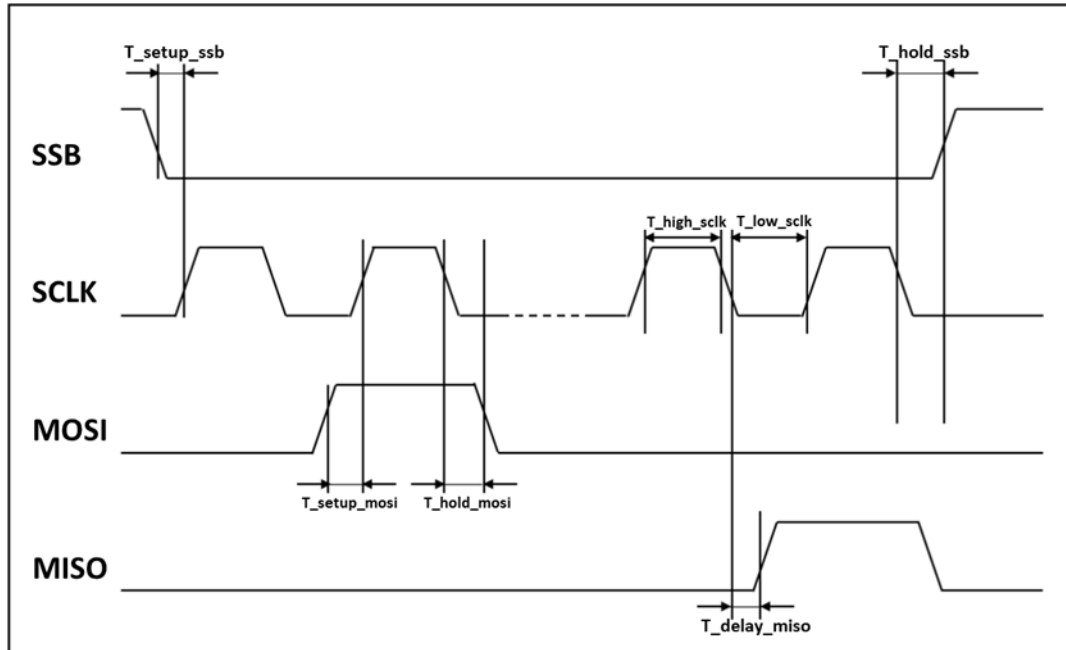 T_setup_ssb
T_hold_ssb
SSB
T_high_sclk
T_low_sclk
SCLK
MOSI
T_setup_mosi
T_hold_mosi
MISO
T_delay_miso